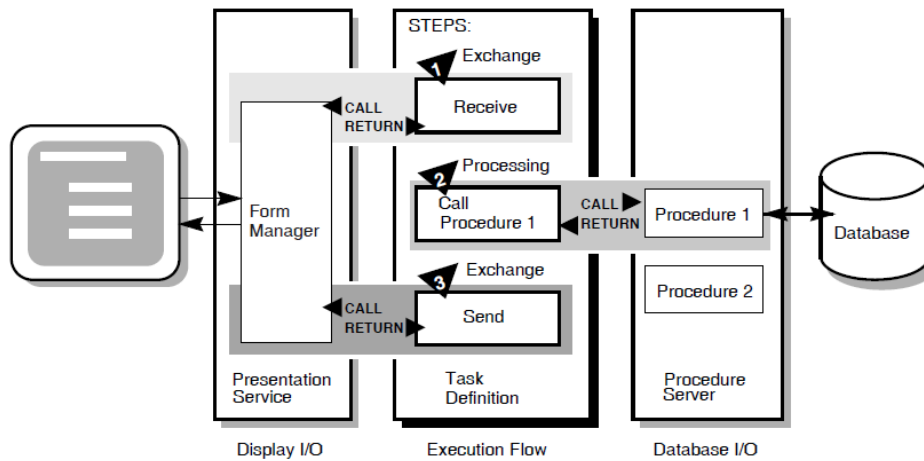 STEPS:
1
Exchange
Receive
CALL
RETURN
2
Processing
Call
Procedure 1
CALL
RETURN
Procedure 1
Form
Manager
Database
3
Exchange
Procedure 2
Send
CALL
RETURN
Presentation
Service
Task
Definition
Procedure
Server
Display I/O
Execution Flow
Database I/O